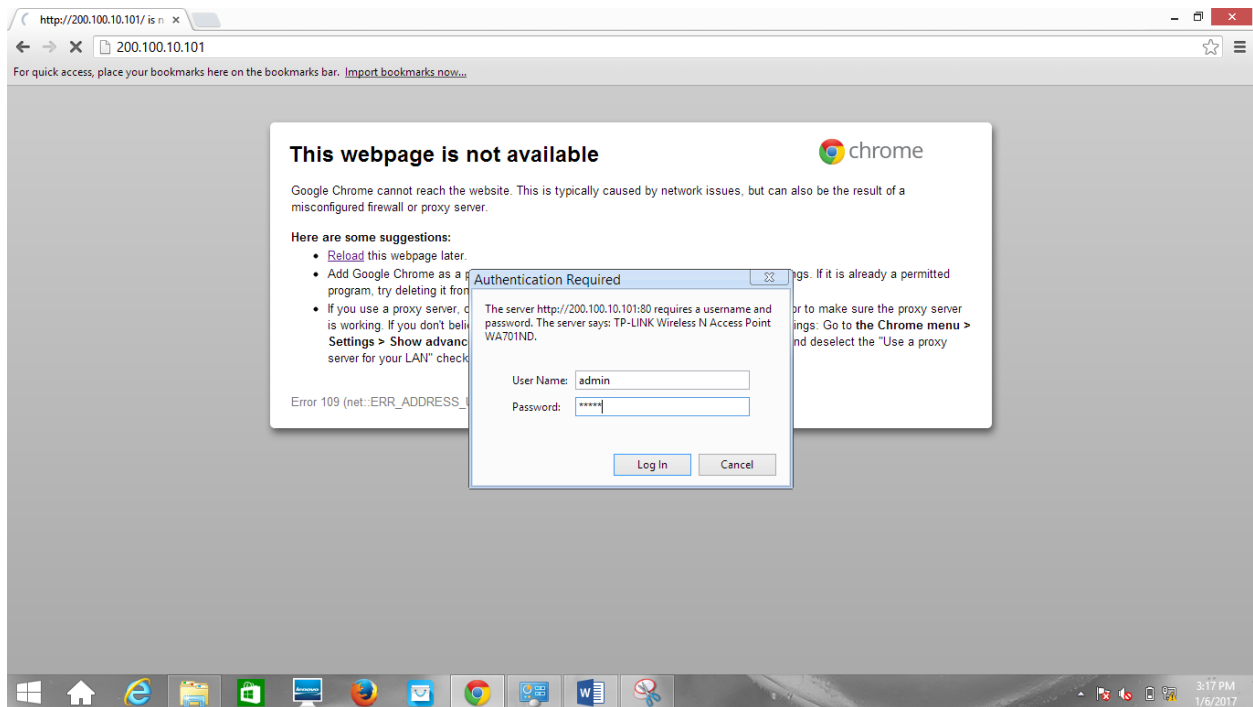 http://200.100.10.101/ is n
200.100.10.101
For quick access, place your bookmarks here on the bookmarks bar. Import bookmarks now...
This webpage is not available
chrome
Google Chrome cannot reach the website. This is typically caused by network issues, but can also be the result of a
misconfigured firewall or proxy server.
Here are some suggestions:
Reload this webpage later.
Add Google Chrome as a p
ngs. If it is already a permitted
program, try deleting it from
If you use a proxy server, c
or to make sure the proxy server
is working. If you don't beli
ings: Go to the Chrome menu >
Settings > Show advanc
nd deselect the "Use a proxy
server for your LAN" check
Error 109 (net::ERR_ADDRESS_U
Authentication Required
The server http://200.100.10.101:80 requires a username and
password. The server says: TP-LINK Wireless N Access Point
WA701ND.
User Name: admin
Password: *****
Log In Cancel
lenovo
3:17 PM
1/6/2017